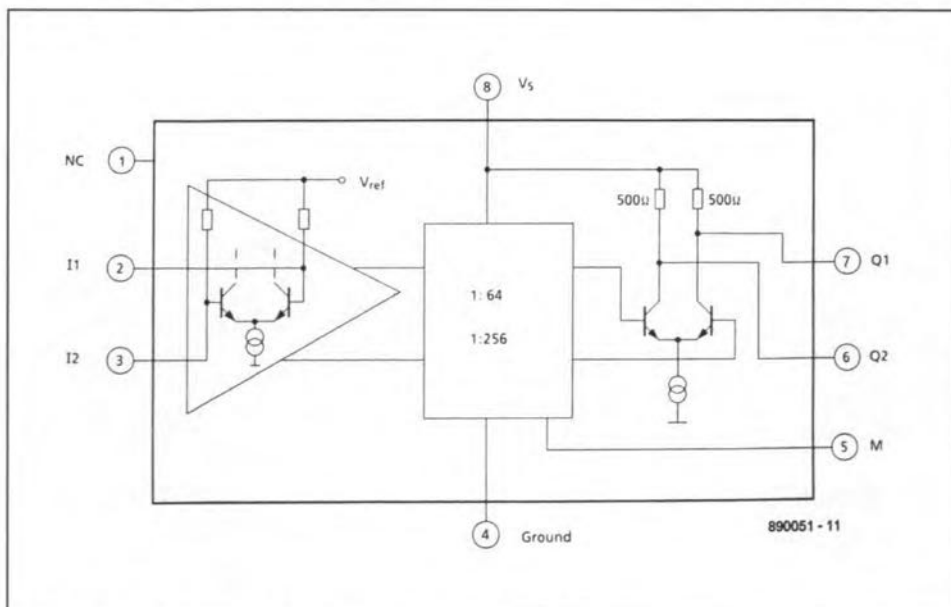 8 VS
NC 1
Vref
500Ω 500Ω
I1 2
7 Q1
1:64
1:256
I2 3
6 Q2
5 M
890051 - 11
4 Ground